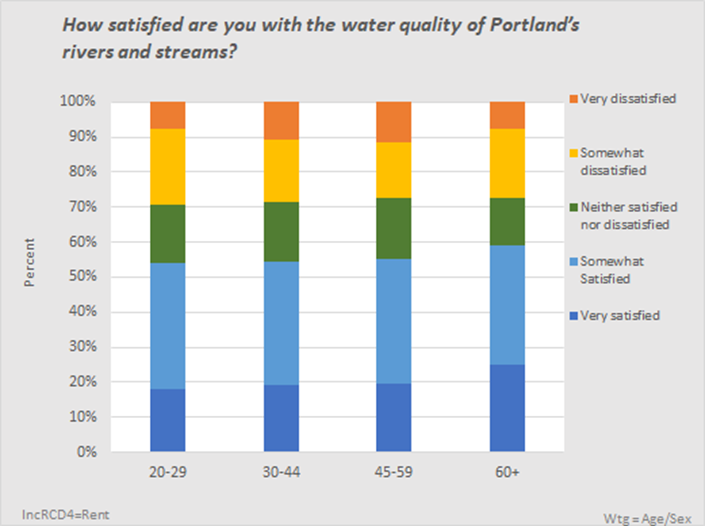 How satisfied are you with the water quality of Portland's
rivers and streams?
100%
90%
80%
70%
60%
50%
40%
30%
20%
10%
0%
Percent
20-29
30-44
45-59
60+
Very dissatisfied
Somewhat
dissatisfied
Neither satisfied
nor dissatisfied
Somewhat
Satisfied
Very satisfied
IncRCD4=Rent
Wtg = Age/Sex